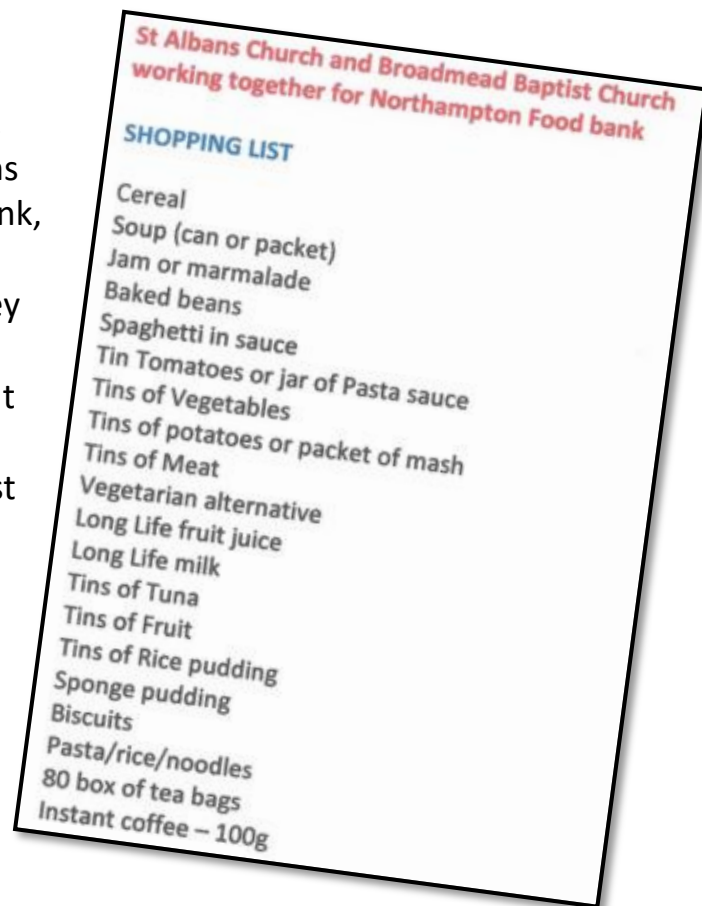 St Albans Church and Broadmead Baptist Church
working together for Northampton Food bank
SHOPPING LIST
Cereal
Soup (can or packet)
Jam or marmalade
Baked beans
Spaghetti in sauce
Tin Tomatoes or jar of Pasta sauce
Tins of Vegetables
Tins of potatoes or packet of mash
Tins of Meat
Vegetarian alternative
Long Life fruit juice
Long Life milk
Tins of Tuna
Tins of Fruit
Tins of Rice pudding
Sponge pudding
Biscuits
Pasta/rice/noodles
80 box of tea bags
Instant coffee – 100g